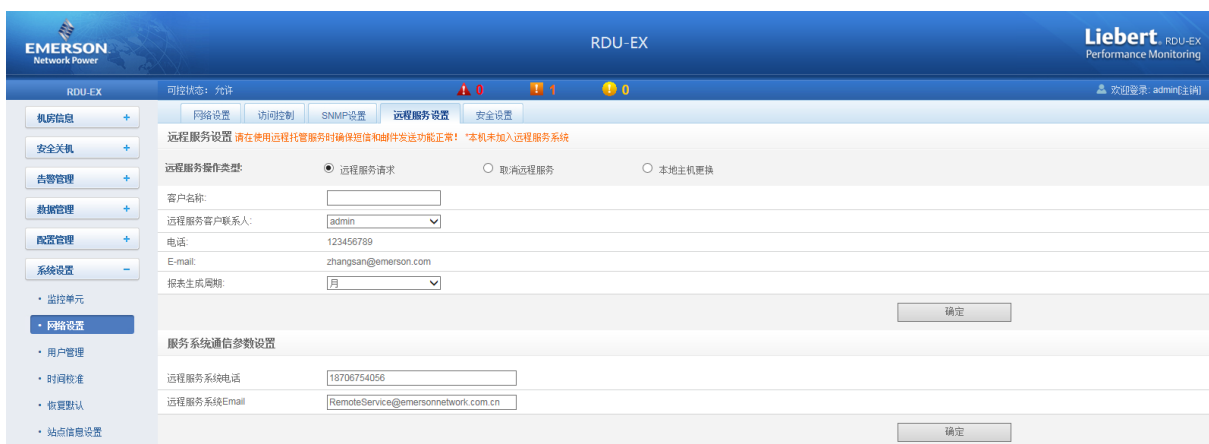 EMERSON
Network Power
RDU-EX
Liebert RDU-EX
Performance Monitoring
RDU-EX
可控状态: 允许
0
1
0
欢迎登录: admin[注销]
机房信息 +
安全关机 +
告警管理 +
数据管理 +
配置管理 +
系统设置 −
· 监控单元
· 网络设置
· 用户管理
· 时间校准
· 恢复默认
· 站点信息设置
网络设置 访问控制 SNMP设置 远程服务设置 安全设置
远程服务设置 请在使用远程托管服务时确保短信和邮件发送功能正常! *本机未加入远程服务系统
远程服务操作类型: 远程服务请求 取消远程服务 本地主机更换
客户名称:
远程服务客户联系人: admin
电话: 123456789
E-mail: zhangsan@emerson.com
报表生成周期: 月
确定
服务系统通信参数设置
远程服务系统电话 18706754056
远程服务系统Email RemoteService@emersonnetwork.com.cn
确定